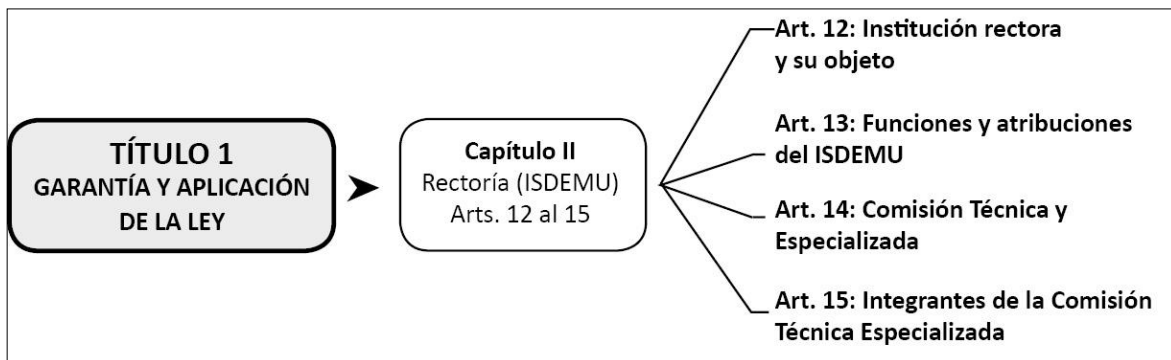 TÍTULO 1
GARANTÍA Y APLICACIÓN
DE LA LEY
Capítulo II
Rectoría (ISDEMU)
Arts. 12 al 15
Art. 12: Institución rectora
y su objeto
Art. 13: Funciones y atribuciones
del ISDEMU
Art. 14: Comisión Técnica y
Especializada
Art. 15: Integrantes de la Comisión
Técnica Especializada